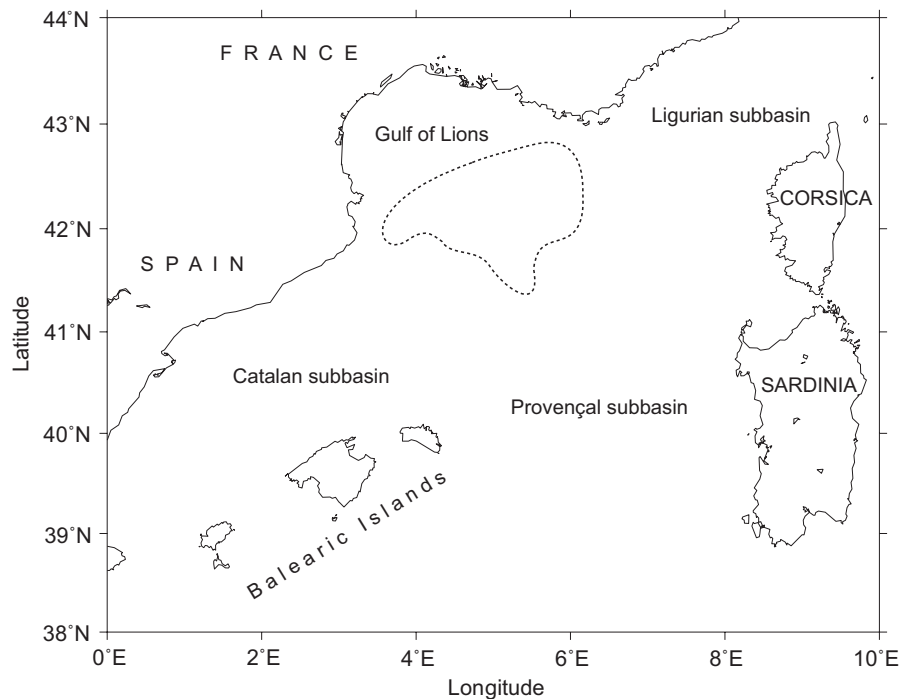 44˚N
F R A N C E
43˚N
Ligurian subbasin
Gulf of Lions
CORSICA
42˚N
S P A I N
41˚N
Latitude
Catalan subbasin
SARDINIA
Provençal subbasin
40˚N
Balearic Islands
39˚N
38˚N
0˚E 2˚E 4˚E 6˚E 8˚E 10˚E
Longitude